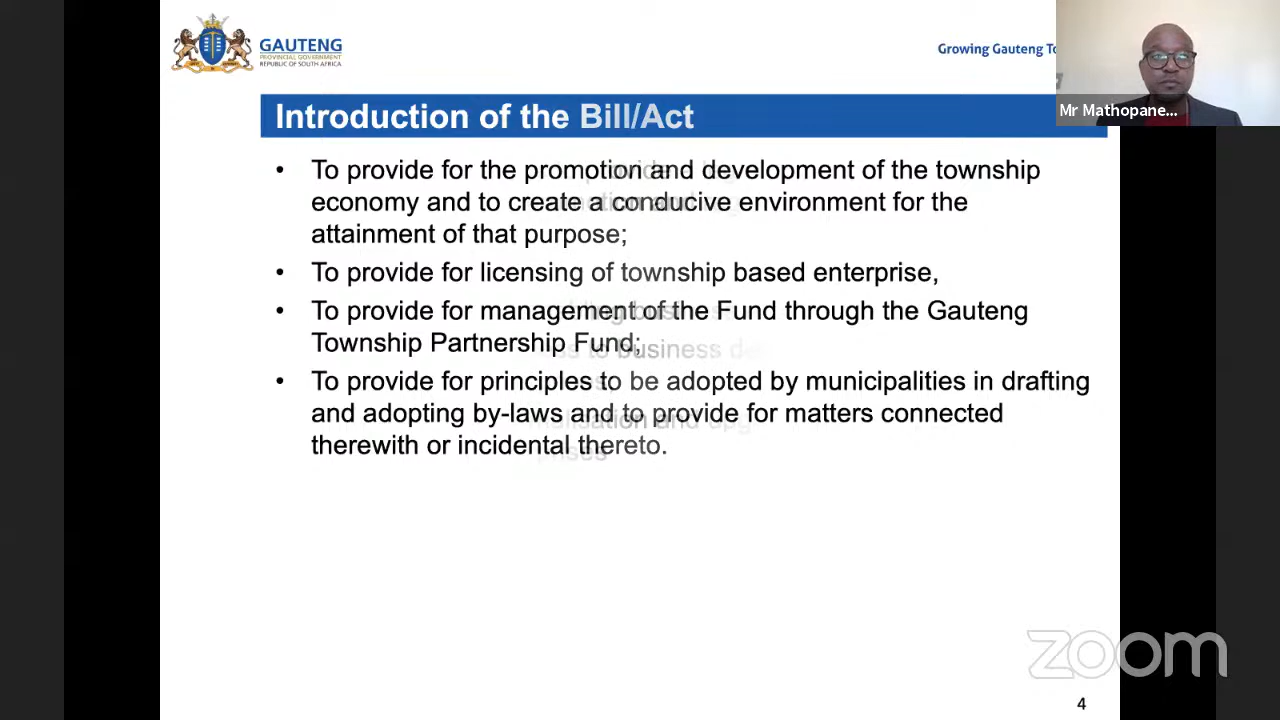 GAUTENG
PROVINCIAL GOVERNMENT
REPUBLIC OF SOUTH AFRICA
Growing Gauteng To
Mr Mathopane...
Introduction of the Bill/Act
• To provide for the promotion and development of the township
economy and to create a conducive environment for the
attainment of that purpose;
• To provide for licensing of township based enterprise,
• To provide for management of the Fund through the Gauteng
Township Partnership Fund;
• To provide for principles to be adopted by municipalities in drafting
and adopting by-laws and to provide for matters connected
therewith or incidental thereto.
zoom
4